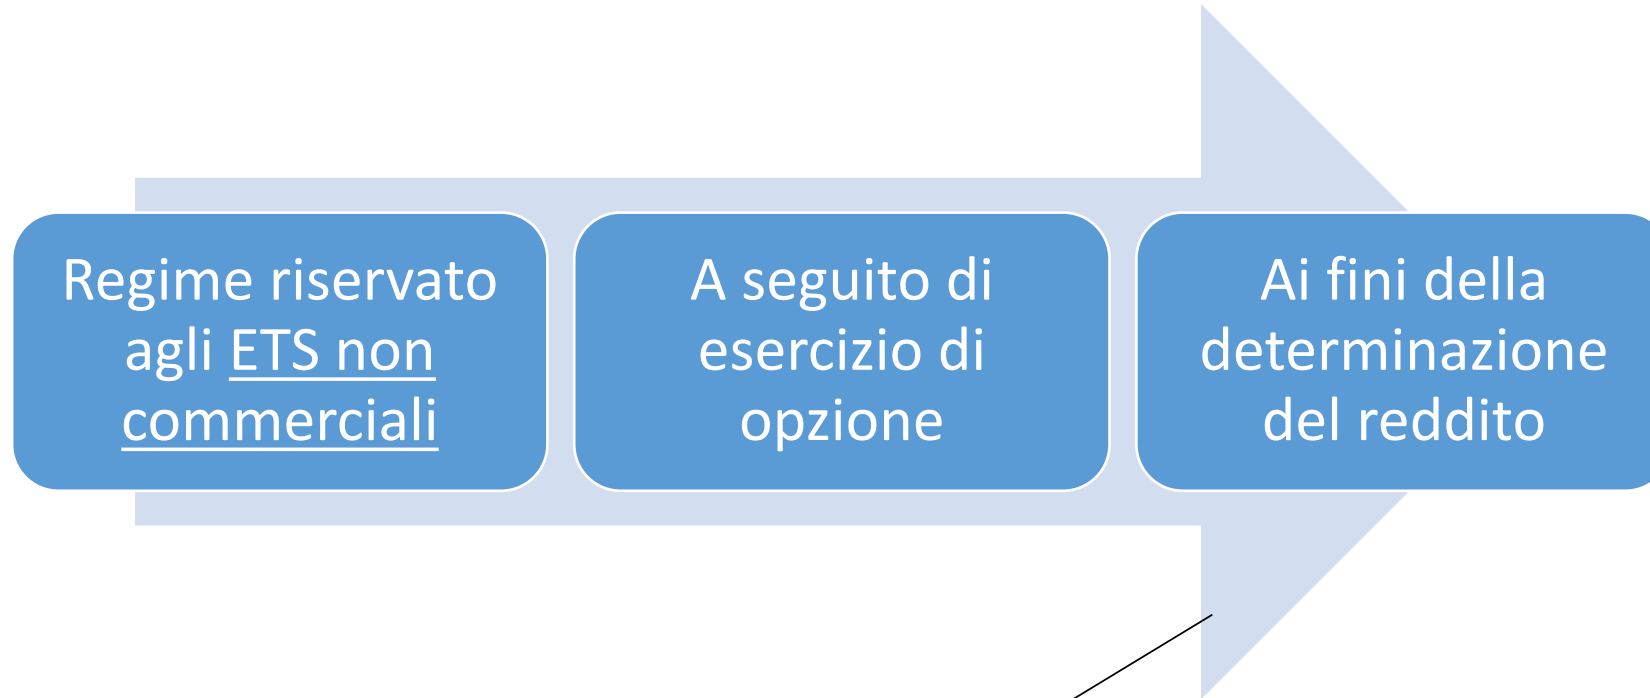 Regime riservato
agli ETS non
commerciali
A seguito di
esercizio di
opzione
Ai fini della
determinazione
del reddito